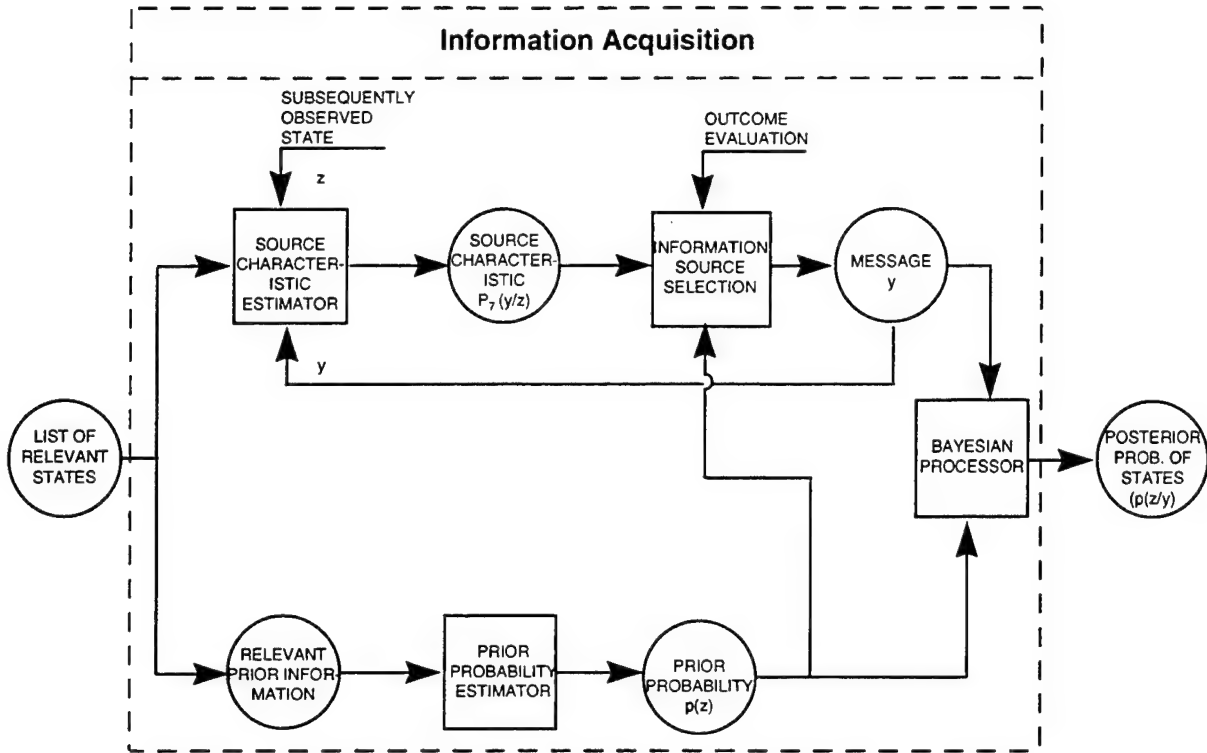 Information Acquisition
SUBSEQUENTLY
OBSERVED
STATE
z
OUTCOME
EVALUATION
SOURCE
CHARACTER-
ISTIC
ESTIMATOR
SOURCE
CHARACTER-
ISTIC
P7 (y/z)
INFORMATION
SOURCE
SELECTION
MESSAGE
y
y
LIST OF
RELEVANT
STATES
BAYESIAN
PROCESSOR
POSTERIOR
PROB. OF
STATES
(p(z/y)
RELEVANT
PRIOR INFOR-
MATION
PRIOR
PROBABILITY
ESTIMATOR
PRIOR
PROBABILITY
p(z)